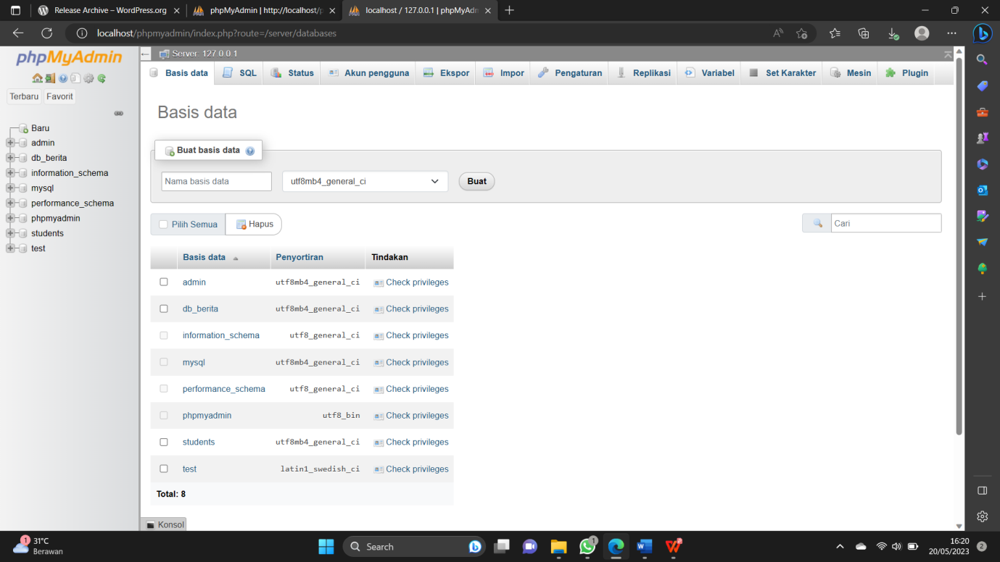 Release Archive – WordPress.org
phpMyAdmin | http://localhost/p
localhost / 127.0.0.1 | phpMyAdm
localhost/phpmyadmin/index.php?route=/server/databases
phpMyAdmin
Terbaru Favorit
Baru
admin
db_berita
information_schema
mysql
performance_schema
phpmyadmin
students
test
Server: 127.0.0.1
Basis data SQL Status Akun pengguna Ekspor Impor Pengaturan Replikasi Variabel Set Karakter Mesin Plugin
Basis data
Buat basis data
Nama basis data utf8mb4_general_ci Buat
Pilih Semua Hapus Cari
Basis data Penyortiran Tindakan
admin utf8mb4_general_ci Check privileges
db_berita utf8mb4_general_ci Check privileges
information_schema utf8_general_ci Check privileges
mysql utf8mb4_general_ci Check privileges
performance_schema utf8_general_ci Check privileges
phpmyadmin utf8_bin Check privileges
students utf8mb4_general_ci Check privileges
test latin1_swedish_ci Check privileges
Total: 8
Konsol
1 31°C
Berawan
Search
1
16:20
20/05/2023
2